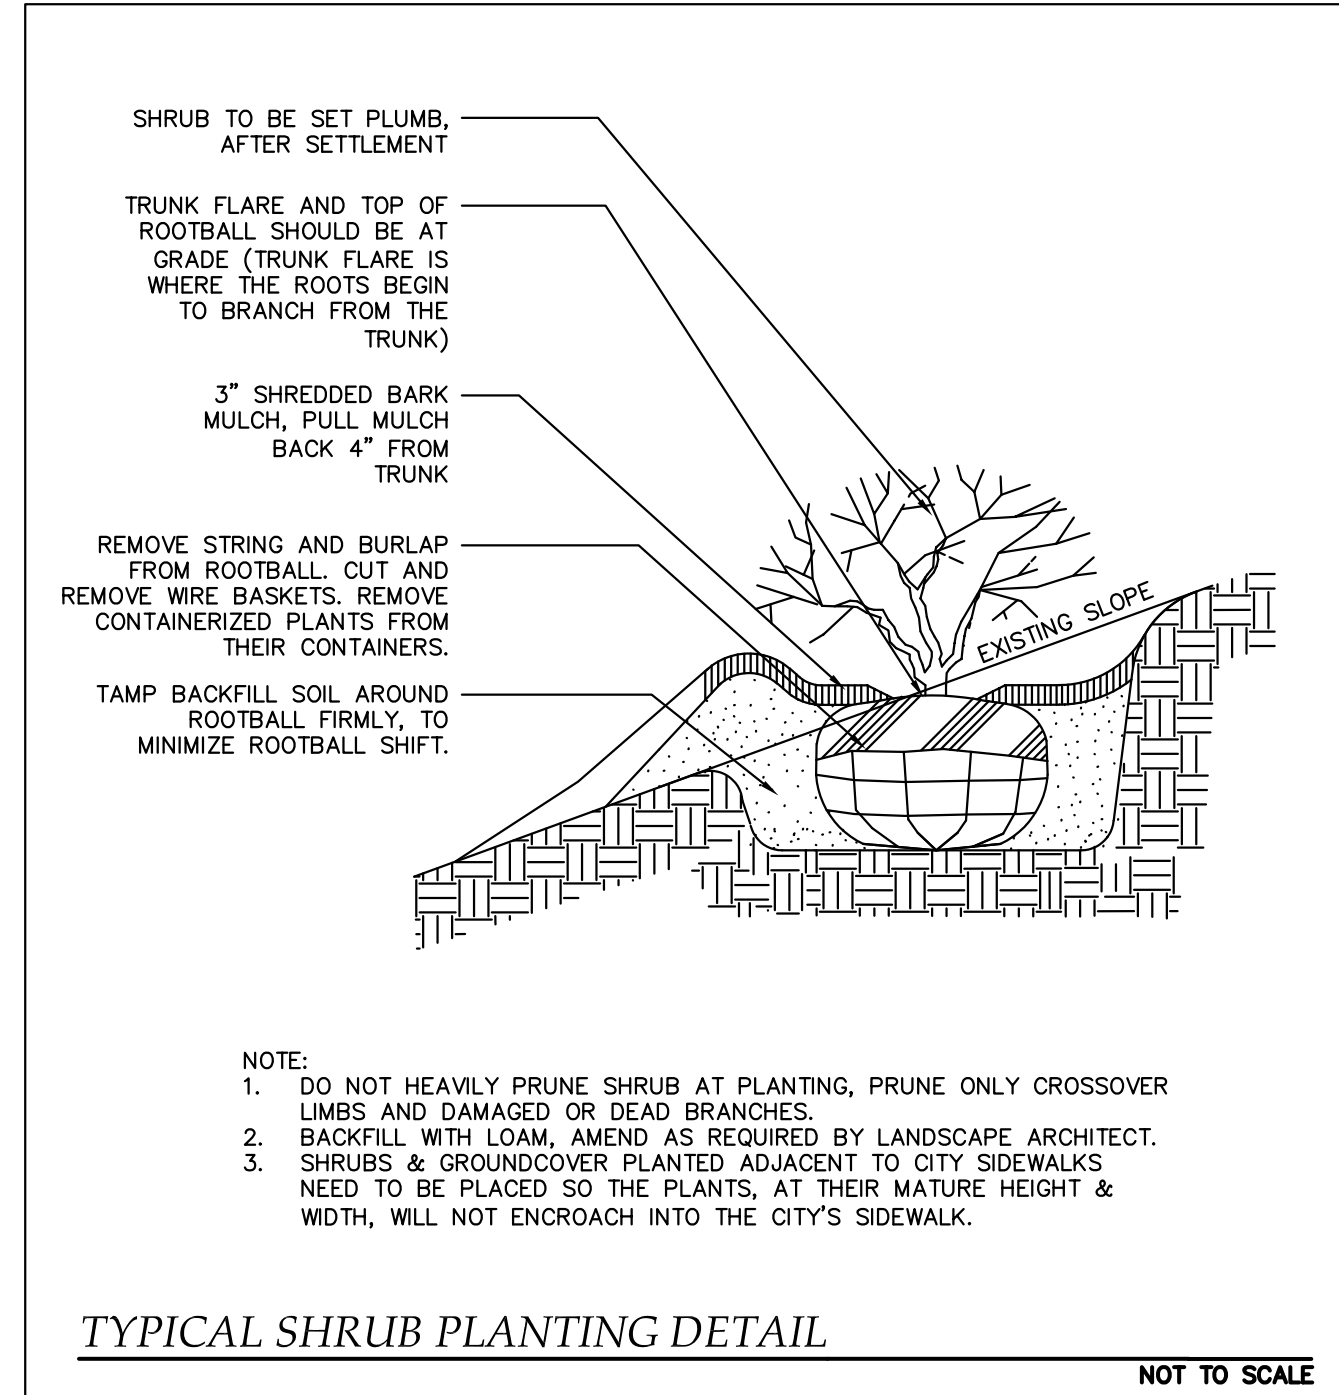 SHRUB TO BE SET PLUMB,
AFTER SETTLEMENT
TRUNK FLARE AND TOP OF
ROOTBALL SHOULD BE AT
GRADE (TRUNK FLARE IS
WHERE THE ROOTS BEGIN
TO BRANCH FROM THE
TRUNK)
3" SHREDDED BARK
MULCH, PULL MULCH
BACK 4" FROM
TRUNK
REMOVE STRING AND BURLAP
FROM ROOTBALL. CUT AND
REMOVE WIRE BASKETS. REMOVE
CONTAINERIZED PLANTS FROM
THEIR CONTAINERS.
TAMP BACKFILL SOIL AROUND
ROOTBALL FIRMLY, TO
MINIMIZE ROOTBALL SHIFT.
EXISTING SLOPE
NOTE:
1. DO NOT HEAVILY PRUNE SHRUB AT PLANTING, PRUNE ONLY CROSSOVER
LIMBS AND DAMAGED OR DEAD BRANCHES.
2. BACKFILL WITH LOAM, AMEND AS REQUIRED BY LANDSCAPE ARCHITECT.
3. SHRUBS & GROUNDCOVER PLANTED ADJACENT TO CITY SIDEWALKS
NEED TO BE PLACED SO THE PLANTS, AT THEIR MATURE HEIGHT &
WIDTH, WILL NOT ENCROACH INTO THE CITY'S SIDEWALK.
TYPICAL SHRUB PLANTING DETAIL
NOT TO SCALE